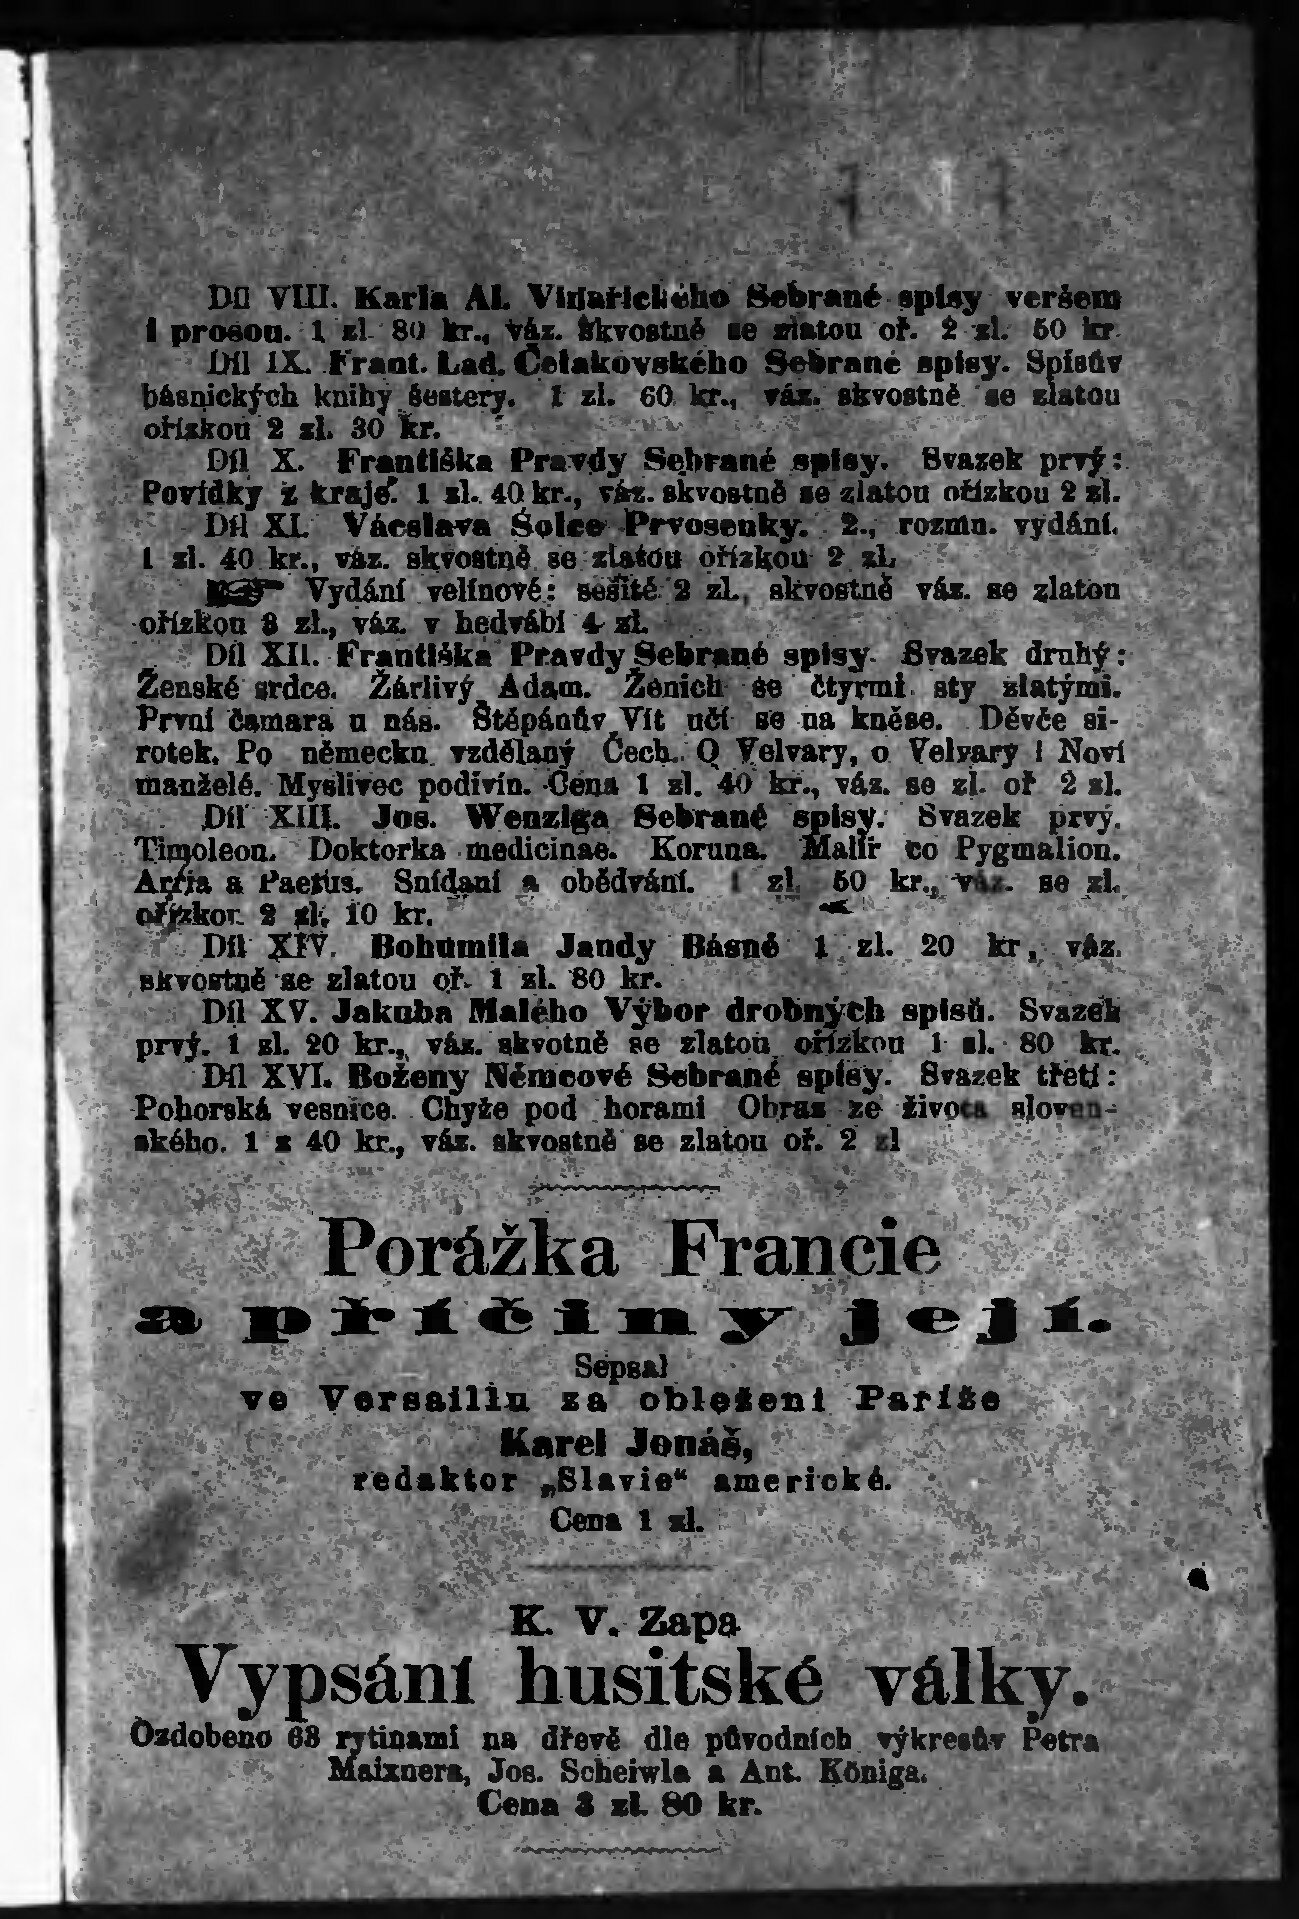 Díl VIII. Karla Al. Vinařického Sebrané spisy veršem
i prosou. 1 zl. 80 kr., váz. skvostně se zlatou oř. 2 zl. 50 kr.
Díl IX. Frant. Lad. Čelakovského Sebrané spisy. Spisův
básnických knihy šestery. 1 zl. 60 kr., váz. skvostně se zlatou
ořízkou 2 zl. 30 kr.
Díl X. Františka Pravdy Sebrané spisy. Svazek prvý:
Povídky z kraje. 1 zl. 40 kr., váz. skvostně se zlatou ořízkou 2 zl.
Díl XI. Vácslava Šolce Prvosenky. 2., rozmn. vydání.
1 zl. 40 kr., váz. skvostně se zlatou ořízkou 2 zl.
☛ Vydání velínové: sešité 2 zl., skvostně váz. se zlatou
ořízkou 3 zl., váz. v hedvábí 4 zl.
Díl XII. Františka Pravdy Sebrané spisy. Svazek druhý:
Ženské srdce. Žárlivý Adam. Ženich se čtyrmi sty zlatými.
První čamara u nás. Štěpánův Vít učí se na kněze. Děvče si-
rotek. Po německu vzdělaný Čech. O Velvary, o Velvary! Noví
manželé. Myslivec podivín. Cena 1 zl. 40 kr., váz. se zl. oř 2 zl.
Díl XIII. Jos. Wenziga Sebrané spisy. Svazek prvý.
Timoleon. Doktorka medicinae. Koruna. Malíř co Pygmalion.
Arria a Paetus. Snídaní a obědvání. 1 zl. 50 kr., váz. se zl.
ořízkou 2 zl. 10 kr.
Díl XIV. Bohumila Jandy Básně 1 zl. 20 kr., váz.
skvostně se zlatou oř. 1 zl. 80 kr.
Díl XV. Jakuba Malého Výbor drobných spisů. Svazek
prvý. 1 zl. 20 kr., váz. skvotně se zlatou ořízkou 1 zl. 80 kr.
Díl XVI. Boženy Němcové Sebrané spisy. Svazek třetí:
Pohorská vesnice. Chyže pod horami Obraz ze života sloven-
ského. 1 z 40 kr., váz. skvostně se zlatou oř. 2 zl
Porážka Francie
a příčiny její.
Sepsal
ve Versailiu za obležení Paříže
Karel Jonáš,
redaktor „Slavie“ americké.
Cena 1 zl.
K. V. Zapa
Vypsání husitské války.
Ozdobeno 63 rytinami na dřevě dle původních výkresův Petra
Maixnera, Jos. Scheiwla a Ant. Königa.
Cena 3 zl. 80 kr.